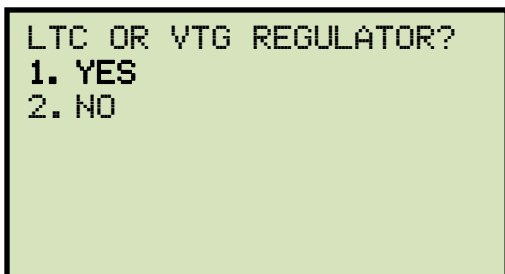 LTC OR VTG REGULATOR?
1. YES
2. NO